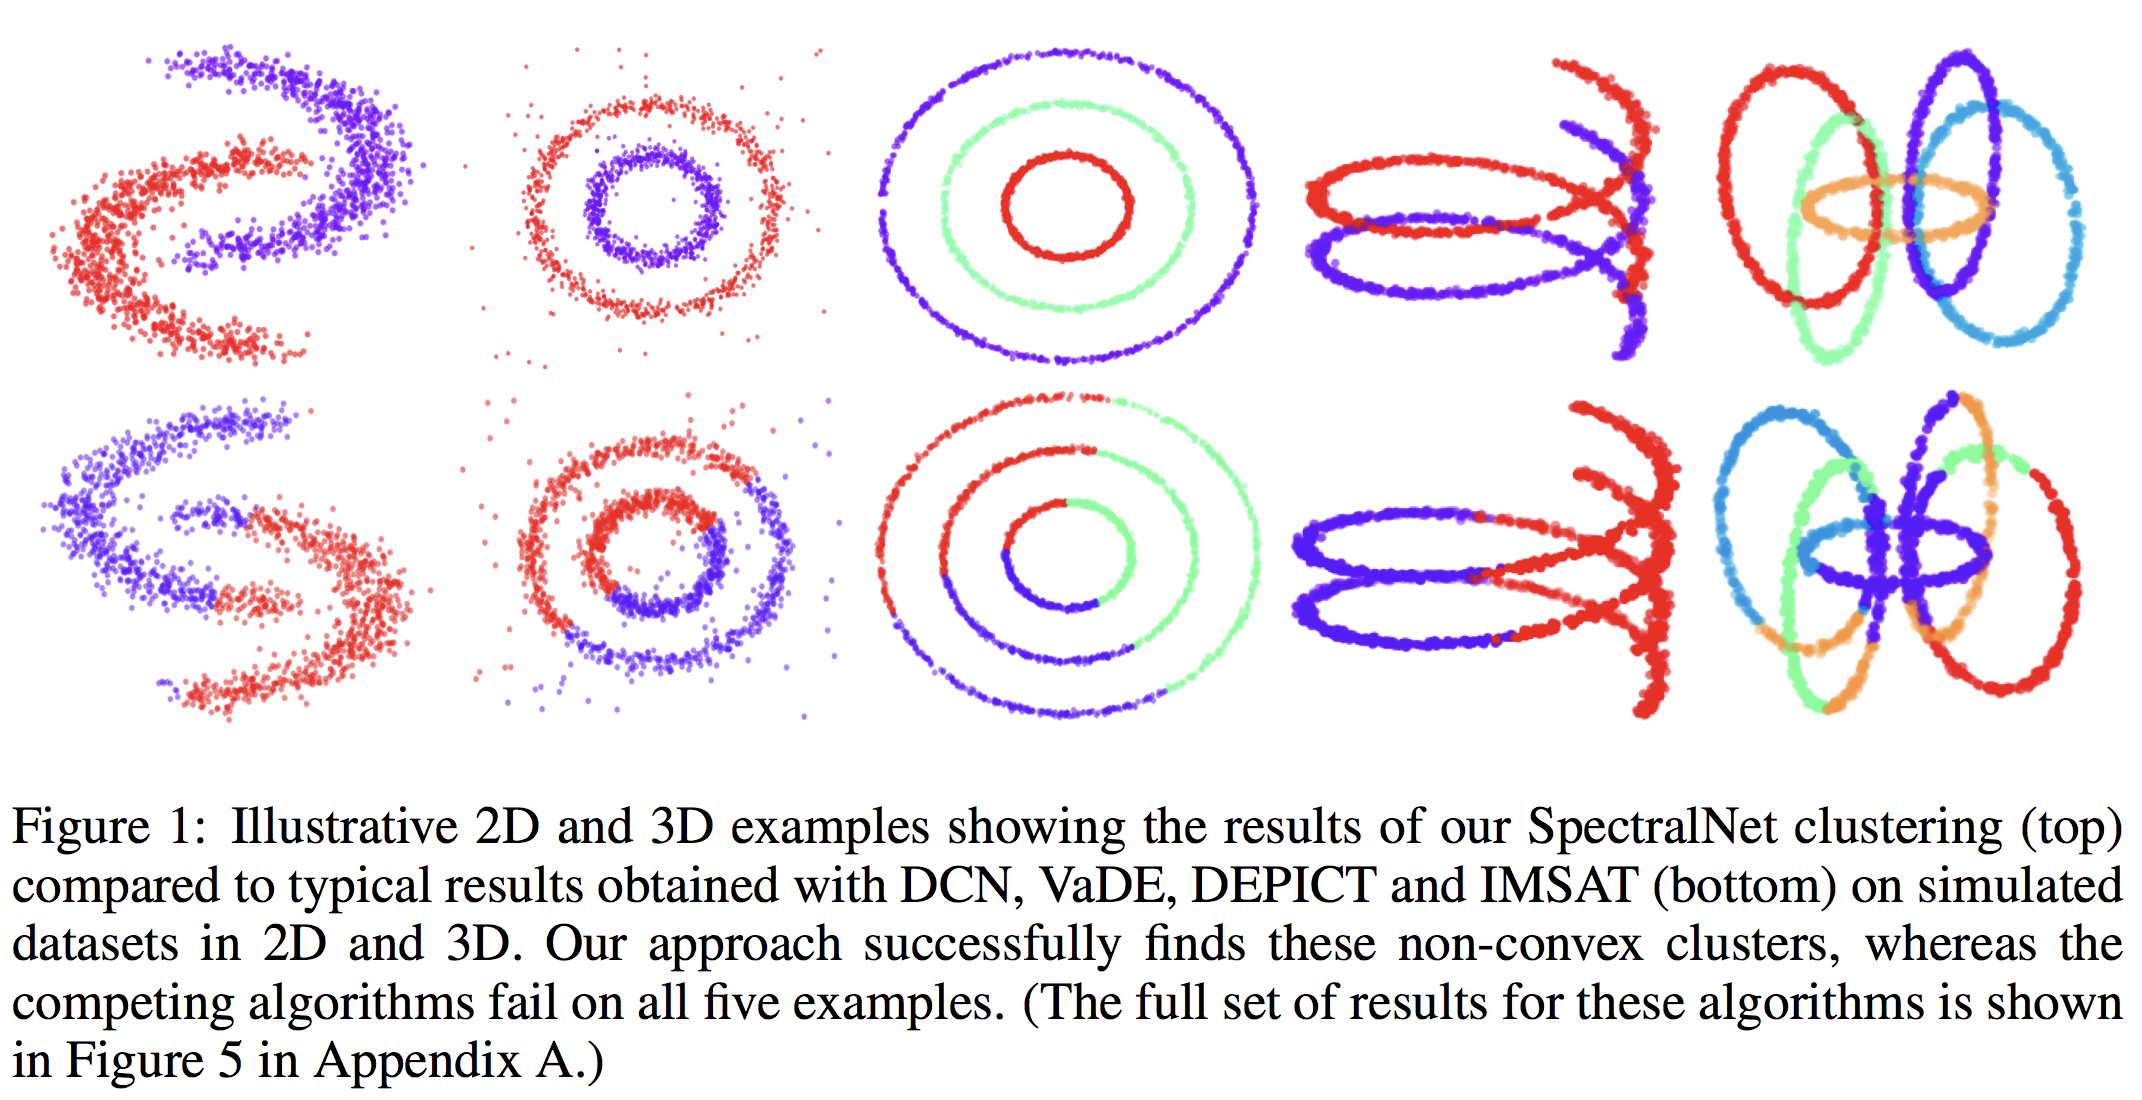 Figure 1: Illustrative 2D and 3D examples showing the results of our SpectralNet clustering (top)
compared to typical results obtained with DCN, VaDE, DEPICT and IMSAT (bottom) on simulated
datasets in 2D and 3D. Our approach successfully finds these non-convex clusters, whereas the
competing algorithms fail on all five examples. (The full set of results for these algorithms is shown
in Figure 5 in Appendix A.)